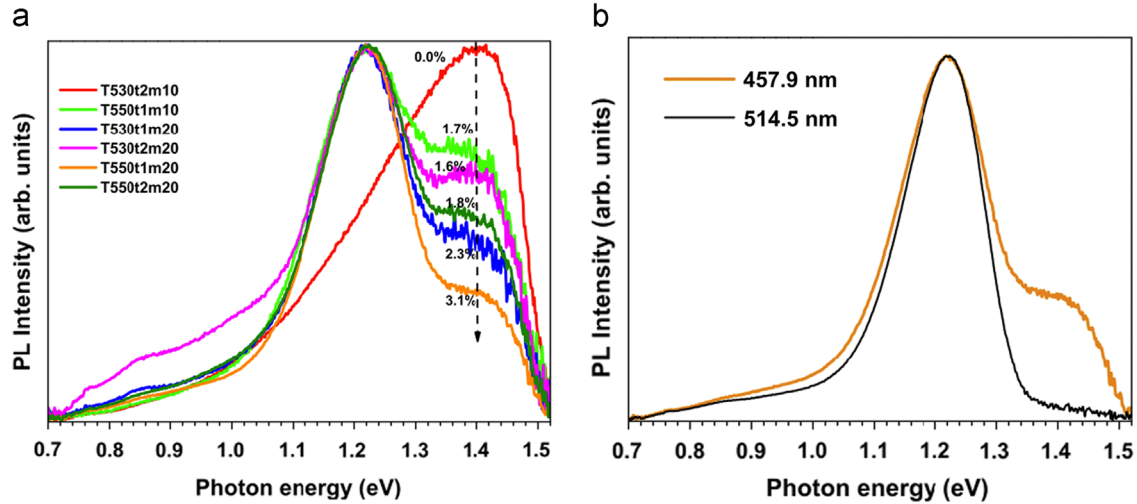 a
PL Intensity (arb. units)
T530t2m10
T550t1m10
T530t1m20
T530t2m20
T550t1m20
T550t2m20
0.0%
1.7%
1.6%
1.8%
2.3%
3.1%
0.7 0.8 0.9 1.0 1.1 1.2 1.3 1.4 1.5
Photon energy (eV)
b
PL Intensity (arb. units)
457.9 nm
514.5 nm
0.7 0.8 0.9 1.0 1.1 1.2 1.3 1.4 1.5
Photon energy (eV)